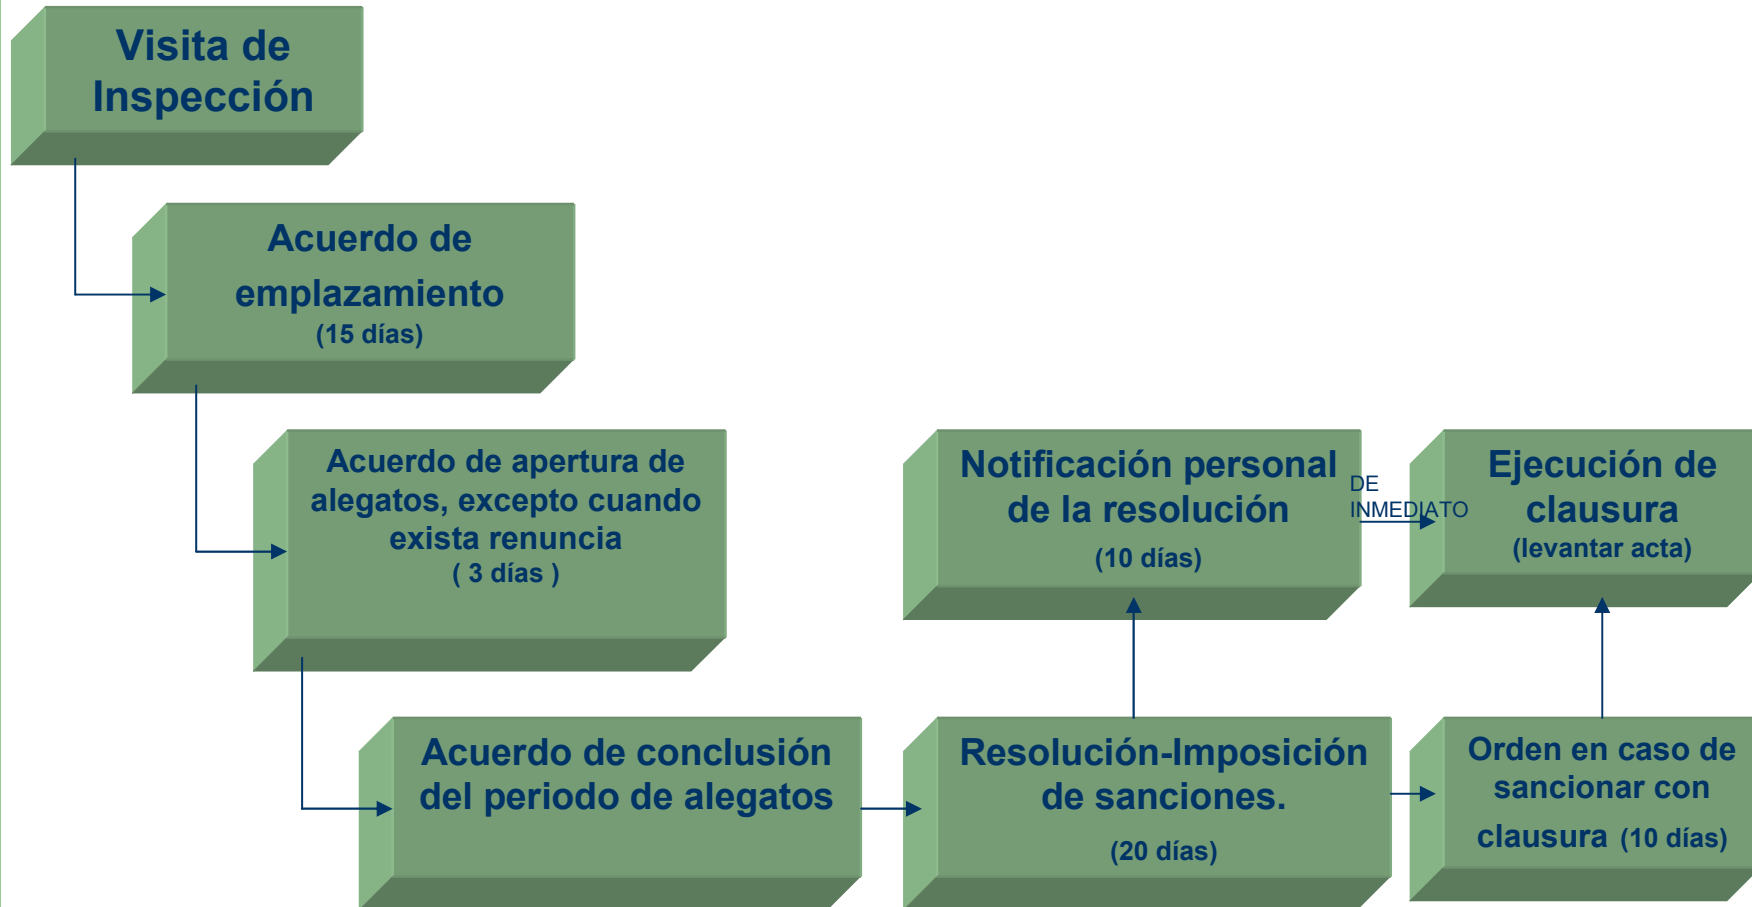 Visita de
Inspección
Acuerdo de
emplazamiento
(15 días)
Acuerdo de apertura de
alegatos, excepto cuando
exista renuncia
( 3 días )
Acuerdo de conclusión
del periodo de alegatos
Resolución-Imposición
de sanciones.
(20 días)
Notificación personal
de la resolución
(10 días)
DE
INMEDIATO
Orden en caso de
sancionar con
clausura (10 días)
Ejecución de
clausura
(levantar acta)